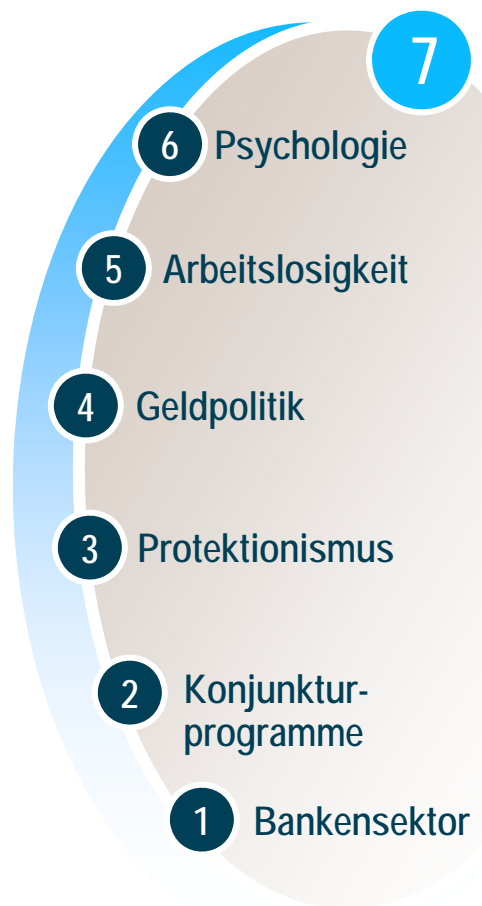 7
6 Psychologie
5 Arbeitslosigkeit
4 Geldpolitik
3 Protektionismus
2 Konjunktur-
programme
1 Bankensektor